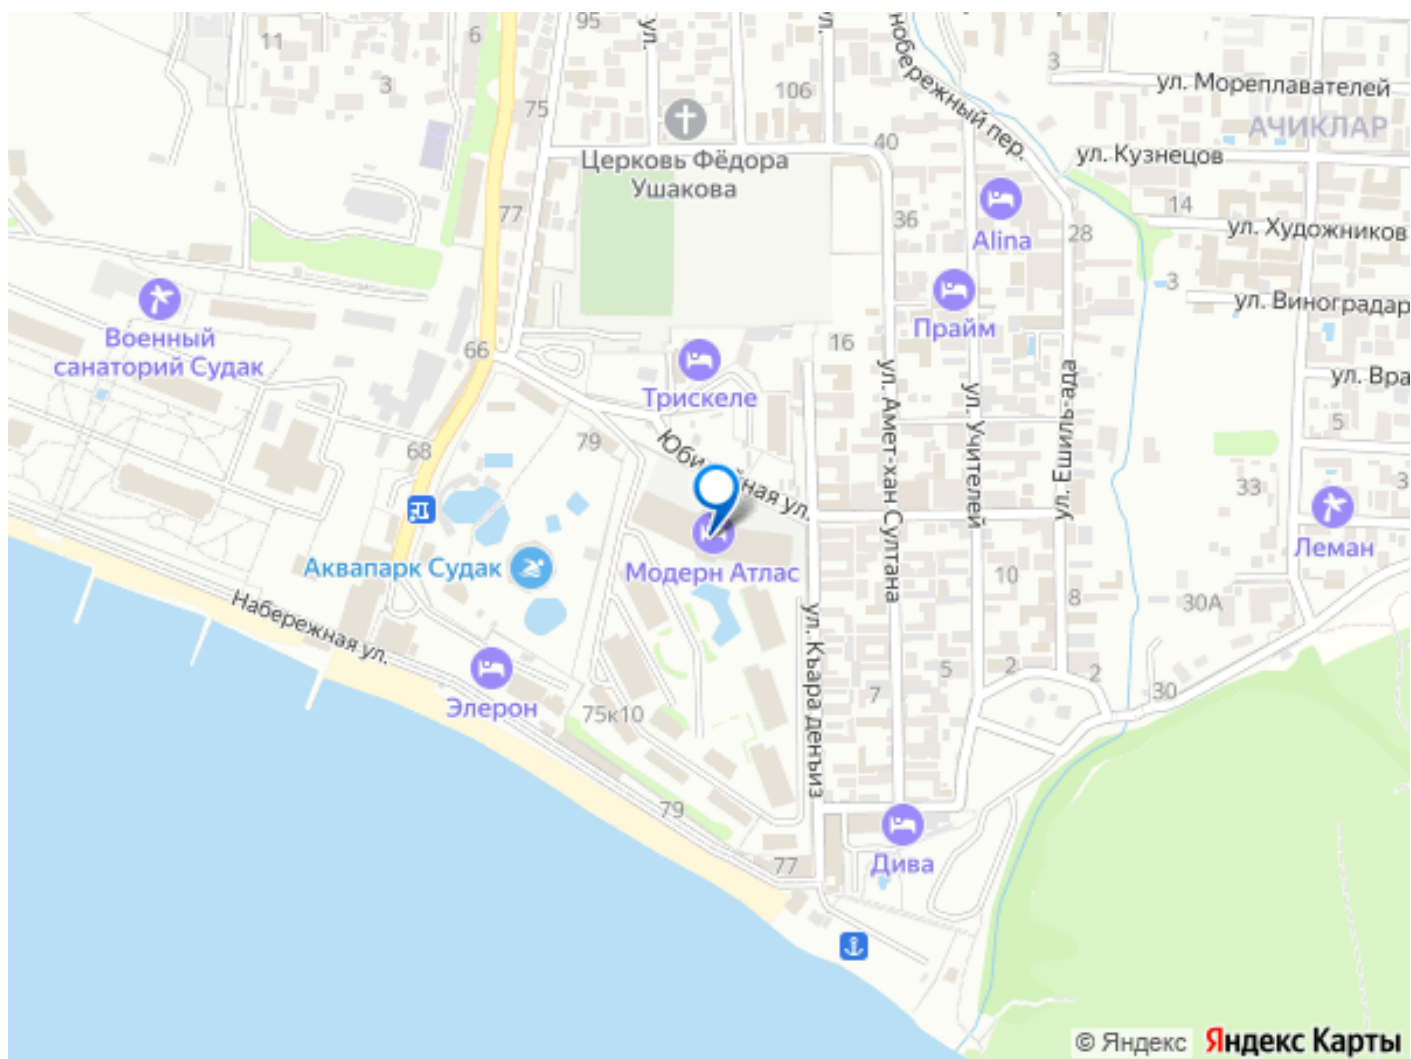 95
ул.
ул.
нобережный пер.
6
11
3
3
75
106
ул. Мореплавателей
АЧИКЛАР
40
ул. Кузнецов
Церковь Фёдора
Ушакова
77
36
14
Alina
28
ул. Художников
3
ул. Виноградар
Военный
санаторий Судак
Прайм
66
16
Трискеле
ул. Вра
ул. Амет-хан Султана
ул. Учителей
ул. Ешиль-ада
79
68
5
33
3
Юби
йная ул.
Леман
Аквапарк Судак
Модерн Атлас
10
8
30А
Набережная ул.
ул. Къара денъиз
Элерон
75к10
7
5
2
2
30
79
77
Дива
© Яндекс
Яндекс Карты